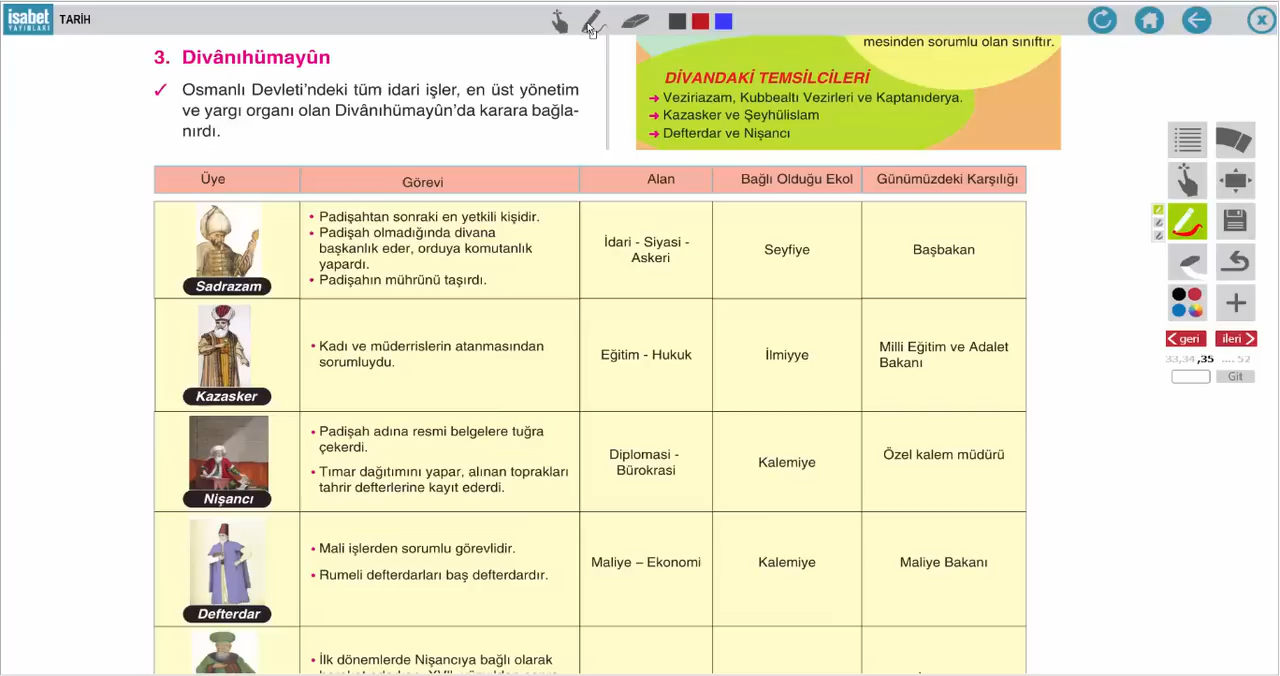 isabet
YAYINLARI
TARİH
3. Divânıhümayûn
✓ Osmanlı Devleti'ndeki tüm idari işler, en üst yönetim
ve yargı organı olan Divânıhümayûn'da karara bağla-
nırdı.
mesinden sorumlu olan sınıftır.
DİVANDAKİ TEMSİLCİLERİ
➔ Veziriazam, Kubbealtı Vezirleri ve Kaptanıderya.
➔ Kazasker ve Şeyhülislam
➔ Defterdar ve Nişancı
Üye Görevi Alan Bağlı Olduğu Ekol Günümüzdeki Karşılığı
Sadrazam
• Padişahtan sonraki en yetkili kişidir.
• Padişah olmadığında divana
başkanlık eder, orduya komutanlık
yapardı.
• Padişahın mührünü taşırdı.
İdari - Siyasi -
Askeri
Seyfiye
Başbakan
Kazasker
• Kadı ve müderrislerin atanmasından
sorumluydu.
Eğitim - Hukuk
İlmiyye
Milli Eğitim ve Adalet
Bakanı
Nişancı
• Padişah adına resmi belgelere tuğra
çekerdi.
• Tımar dağıtımını yapar, alınan toprakları
tahrir defterlerine kayıt ederdi.
Diplomasi -
Bürokrasi
Kalemiye
Özel kalem müdürü
Defterdar
• Mali işlerden sorumlu görevlidir.
• Rumeli defterdarları baş defterdardır.
Maliye – Ekonomi
Kalemiye
Maliye Bakanı
• İlk dönemlerde Nişancıya bağlı olarak
geri
ileri
33,34,35 .... 52
Git